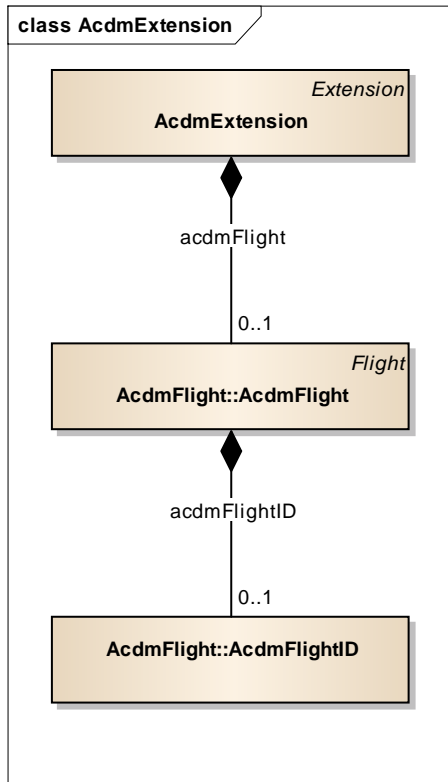 class AcdmExtension
Extension
AcdmExtension
acdmFlight
0..1
Flight
AcdmFlight::AcdmFlight
acdmFlightID
0..1
AcdmFlight::AcdmFlightID